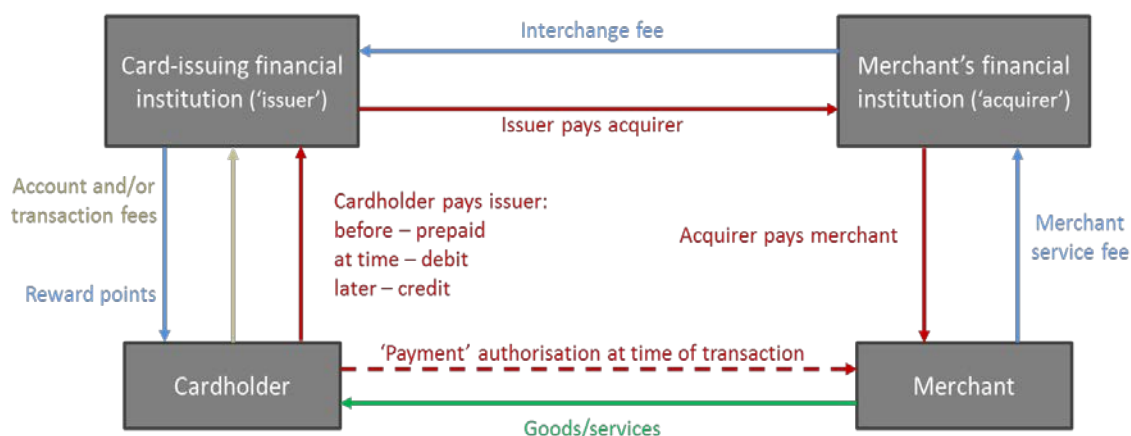 Interchange fee
Card-issuing financial
institution (‘issuer’)
Merchant’s financial
institution (‘acquirer’)
Issuer pays acquirer
Account and/or
transaction fees
Cardholder pays issuer:
before – prepaid
at time – debit
later – credit
Acquirer pays merchant
Merchant
service fee
Reward points
‘Payment’ authorisation at time of transaction
Cardholder
Merchant
Goods/services